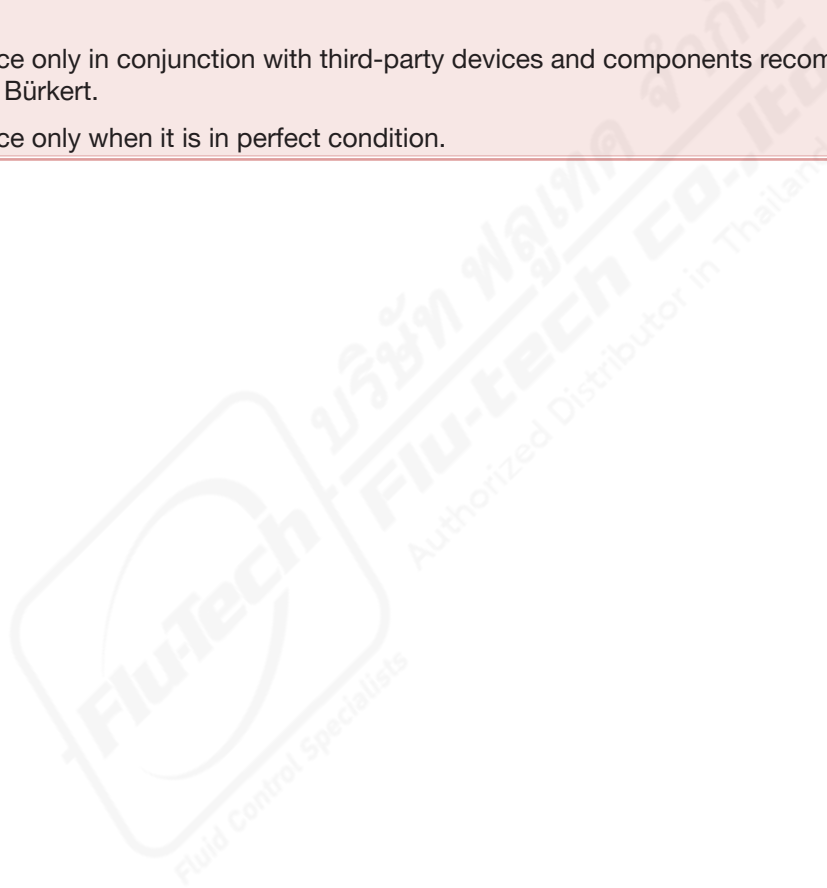 ce only in conjunction with third-party devices and components recom
Bürkert.
ce only when it is in perfect condition.
บริษัท ฟลูเทค จำกัด
Flu-tech co.,ltd
Authorized Distributor in Thailand
Flu-Tech
Fluid Control Specialists